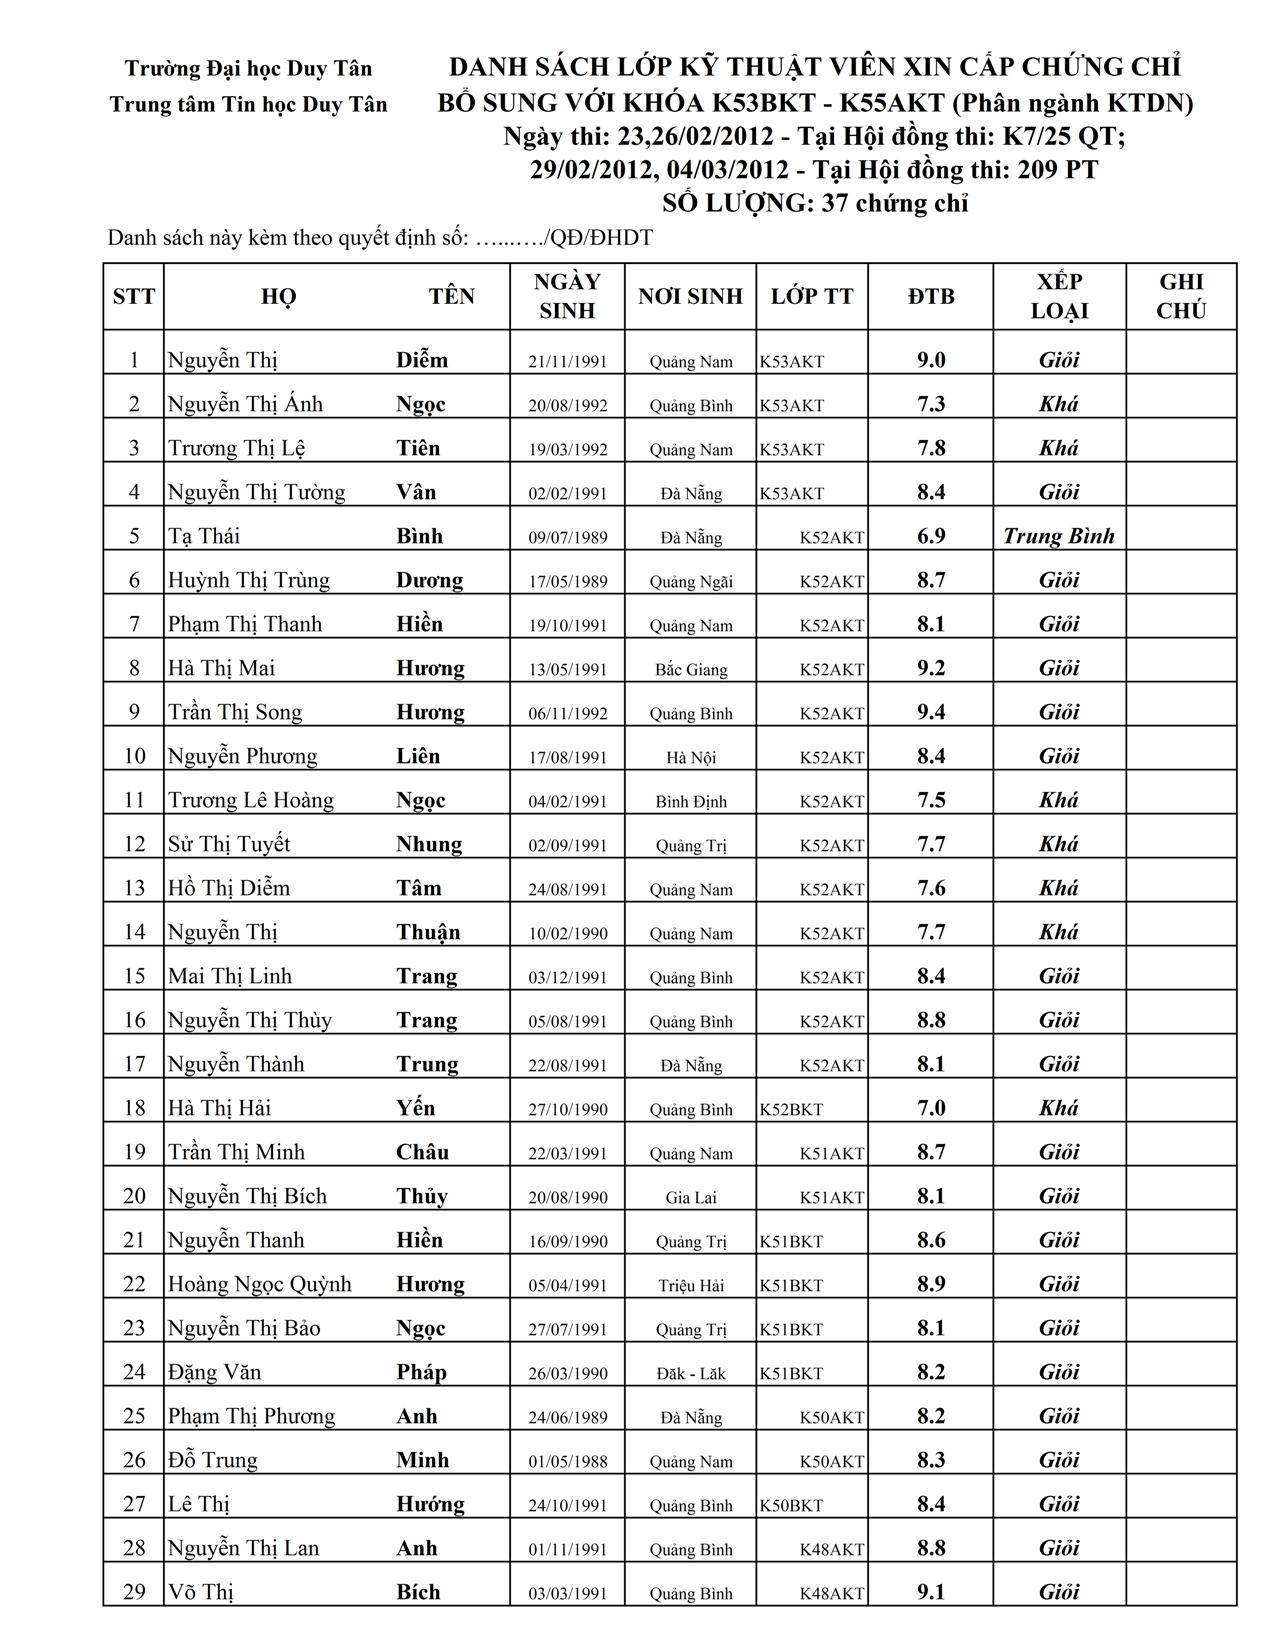 Trường Đại học Duy Tân
Trung tâm Tin học Duy Tân
DANH SÁCH LỚP KỸ THUẬT VIÊN XIN CẤP CHỨNG CHỈ
BỔ SUNG VỚI KHÓA K53BKT - K55AKT (Phân ngành KTDN)
Ngày thi: 23,26/02/2012 - Tại Hội đồng thi: K7/25 QT;
29/02/2012, 04/03/2012 - Tại Hội đồng thi: 209 PT
SỐ LƯỢNG: 37 chứng chỉ
Danh sách này kèm theo quyết định số: …...…./QĐ/ĐHDT
STT HỌ TÊN NGÀY SINH NƠI SINH LỚP TT ĐTB XẾP LOẠI GHI CHÚ
1 Nguyễn Thị Diễm 21/11/1991 Quảng Nam K53AKT 9.0 Giỏi
2 Nguyễn Thị Ánh Ngọc 20/08/1992 Quảng Bình K53AKT 7.3 Khá
3 Trương Thị Lệ Tiên 19/03/1992 Quảng Nam K53AKT 7.8 Khá
4 Nguyễn Thị Tường Vân 02/02/1991 Đà Nẵng K53AKT 8.4 Giỏi
5 Tạ Thái Bình 09/07/1989 Đà Nẵng K52AKT 6.9 Trung Bình
6 Huỳnh Thị Trùng Dương 17/05/1989 Quảng Ngãi K52AKT 8.7 Giỏi
7 Phạm Thị Thanh Hiền 19/10/1991 Quảng Nam K52AKT 8.1 Giỏi
8 Hà Thị Mai Hương 13/05/1991 Bắc Giang K52AKT 9.2 Giỏi
9 Trần Thị Song Hương 06/11/1992 Quảng Bình K52AKT 9.4 Giỏi
10 Nguyễn Phương Liên 17/08/1991 Hà Nội K52AKT 8.4 Giỏi
11 Trương Lê Hoàng Ngọc 04/02/1991 Bình Định K52AKT 7.5 Khá
12 Sử Thị Tuyết Nhung 02/09/1991 Quảng Trị K52AKT 7.7 Khá
13 Hồ Thị Diễm Tâm 24/08/1991 Quảng Nam K52AKT 7.6 Khá
14 Nguyễn Thị Thuận 10/02/1990 Quảng Nam K52AKT 7.7 Khá
15 Mai Thị Linh Trang 03/12/1991 Quảng Bình K52AKT 8.4 Giỏi
16 Nguyễn Thị Thùy Trang 05/08/1991 Quảng Bình K52AKT 8.8 Giỏi
17 Nguyễn Thành Trung 22/08/1991 Đà Nẵng K52AKT 8.1 Giỏi
18 Hà Thị Hải Yến 27/10/1990 Quảng Bình K52BKT 7.0 Khá
19 Trần Thị Minh Châu 22/03/1991 Quảng Nam K51AKT 8.7 Giỏi
20 Nguyễn Thị Bích Thủy 20/08/1990 Gia Lai K51AKT 8.1 Giỏi
21 Nguyễn Thanh Hiền 16/09/1990 Quảng Trị K51BKT 8.6 Giỏi
22 Hoàng Ngọc Quỳnh Hương 05/04/1991 Triệu Hải K51BKT 8.9 Giỏi
23 Nguyễn Thị Bảo Ngọc 27/07/1991 Quảng Trị K51BKT 8.1 Giỏi
24 Đặng Văn Pháp 26/03/1990 Đăk - Lăk K51BKT 8.2 Giỏi
25 Phạm Thị Phương Anh 24/06/1989 Đà Nẵng K50AKT 8.2 Giỏi
26 Đỗ Trung Minh 01/05/1988 Quảng Nam K50AKT 8.3 Giỏi
27 Lê Thị Hướng 24/10/1991 Quảng Bình K50BKT 8.4 Giỏi
28 Nguyễn Thị Lan Anh 01/11/1991 Quảng Bình K48AKT 8.8 Giỏi
29 Võ Thị Bích 03/03/1991 Quảng Bình K48AKT 9.1 Giỏi